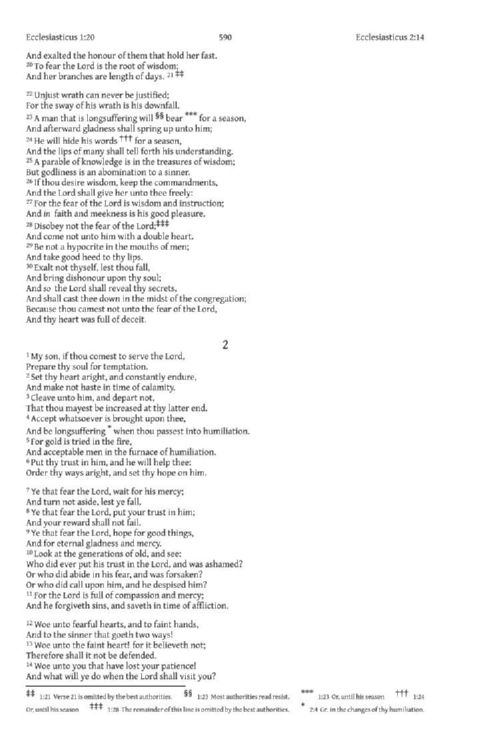 Ecclesiasticus 1:20 590 Ecclesiasticus 2:14
And exalted the honour of them that hold her fast.
20 To fear the Lord is the root of wisdom;
And her branches are length of days. 21 ‡‡
22 Unjust wrath can never be justified;
For the sway of his wrath is his downfall.
23 A man that is longsuffering will §§ bear *** for a season,
And afterward gladness shall spring up unto him;
24 He will hide his words ††† for a season,
And the lips of many shall tell forth his understanding.
25 A parable of knowledge is in the treasures of wisdom;
But godliness is an abomination to a sinner.
26 If thou desire wisdom, keep the commandments,
And the Lord shall give her unto thee freely:
27 For the fear of the Lord is wisdom and instruction;
And in faith and meekness is his good pleasure.
28 Disobey not the fear of the Lord;‡‡‡
And come not unto him with a double heart.
29 Be not a hypocrite in the mouths of men;
And take good heed to thy lips.
30 Exalt not thyself, lest thou fall,
And bring dishonour upon thy soul;
And so the Lord shall reveal thy secrets,
And shall cast thee down in the midst of the congregation;
Because thou camest not unto the fear of the Lord,
And thy heart was full of deceit.
2
1 My son, if thou comest to serve the Lord,
Prepare thy soul for temptation.
2 Set thy heart aright, and constantly endure,
And make not haste in time of calamity.
3 Cleave unto him, and depart not,
That thou mayest be increased at thy latter end.
4 Accept whatsoever is brought upon thee,
And be longsuffering * when thou passest into humiliation.
5 For gold is tried in the fire,
And acceptable men in the furnace of humiliation.
6 Put thy trust in him, and he will help thee:
Order thy ways aright, and set thy hope on him.
7 Ye that fear the Lord, wait for his mercy;
And turn not aside, lest ye fall.
8 Ye that fear the Lord, put your trust in him;
And your reward shall not fail.
9 Ye that fear the Lord, hope for good things,
And for eternal gladness and mercy.
10 Look at the generations of old, and see:
Who did ever put his trust in the Lord, and was ashamed?
Or who did abide in his fear, and was forsaken?
Or who did call upon him, and he despised him?
11 For the Lord is full of compassion and mercy;
And he forgiveth sins, and saveth in time of affliction.
12 Woe unto fearful hearts, and to faint hands,
And to the sinner that goeth two ways!
13 Woe unto the faint heart! for it believeth not;
Therefore shall it not be defended.
14 Woe unto you that have lost your patience!
And what will ye do when the Lord shall visit you?
‡‡ 1:21 Verse 21 is omitted by the best authorities. §§ 1:23 Most authorities read resist. *** 1:23 Or, until his season ††† 1:24
Or, until his season ‡‡‡ 1:28 The remainder of this line is omitted by the best authorities. * 2:4 Gr. in the changes of thy humiliation.